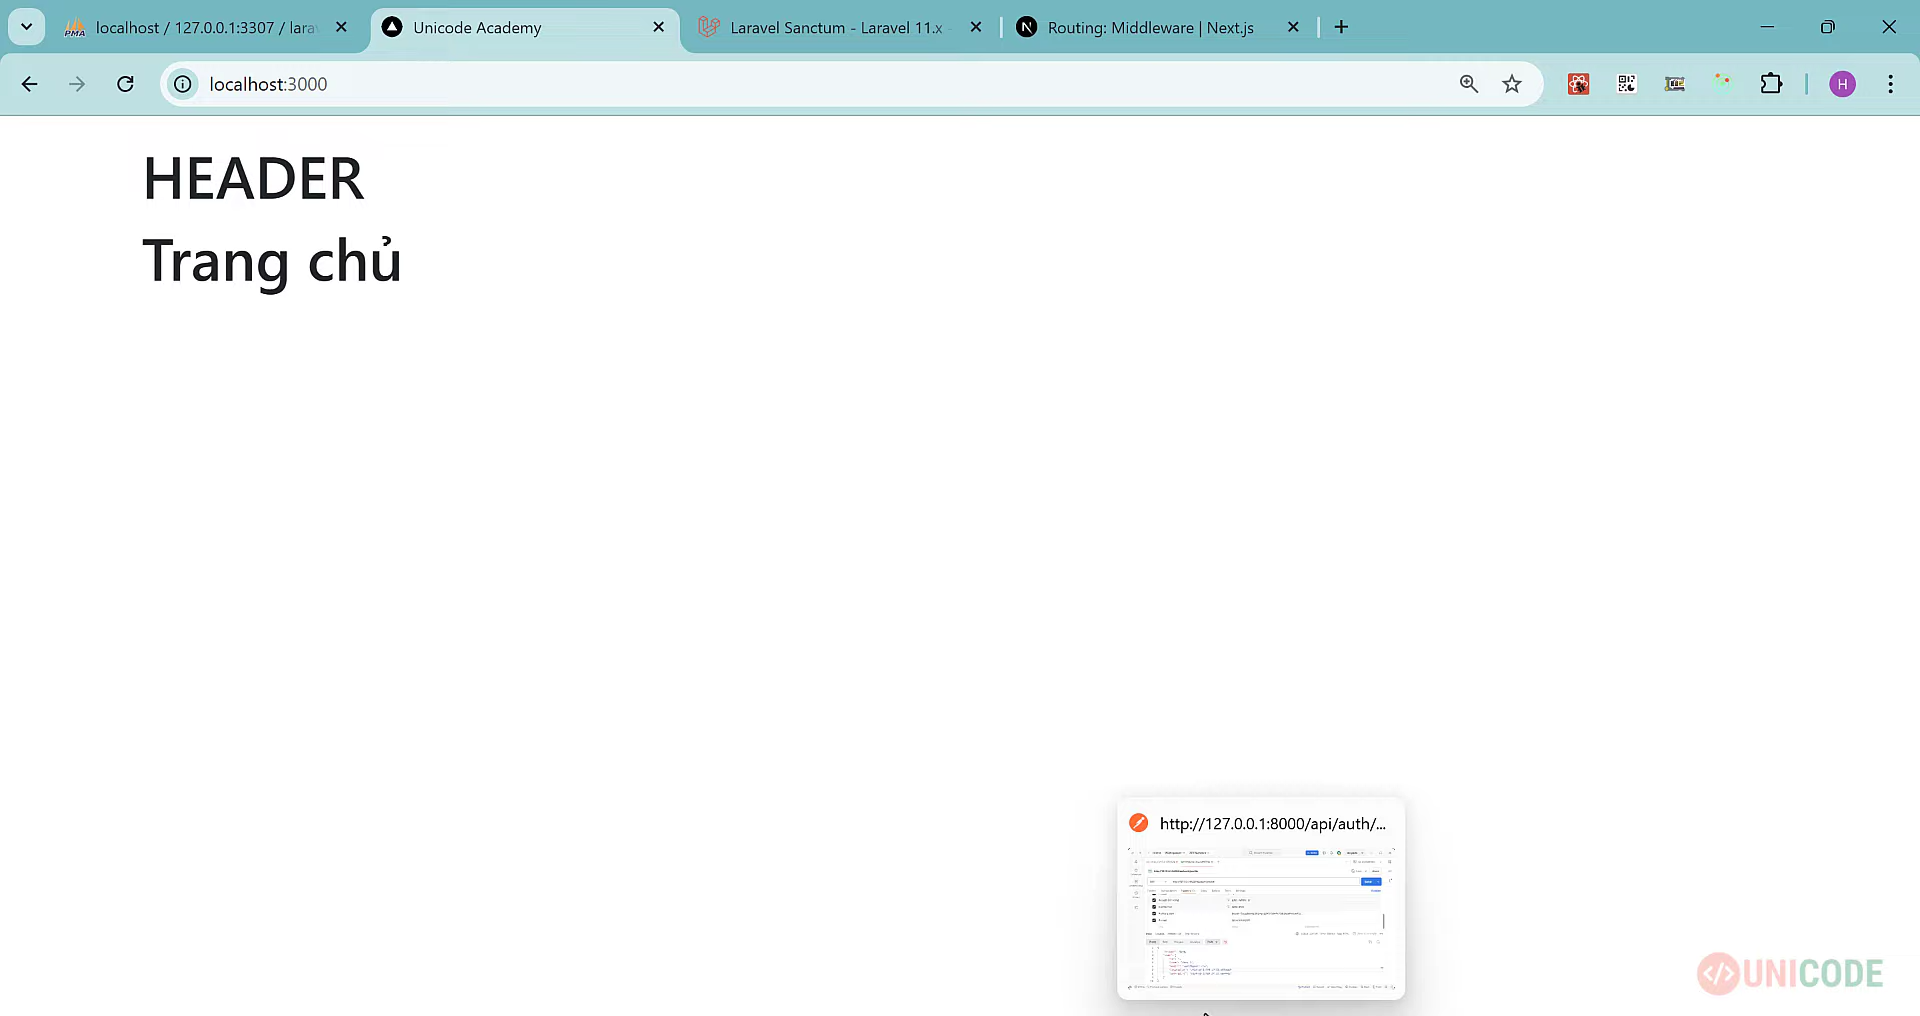 PMA localhost / 127.0.0.1:3307 / lara
Unicode Academy
Laravel Sanctum - Laravel 11.x -
N Routing: Middleware | Next.js
localhost:3000
H
HEADER
Trang chủ
http://127.0.0.1:8000/api/auth/...
</> UNICODE